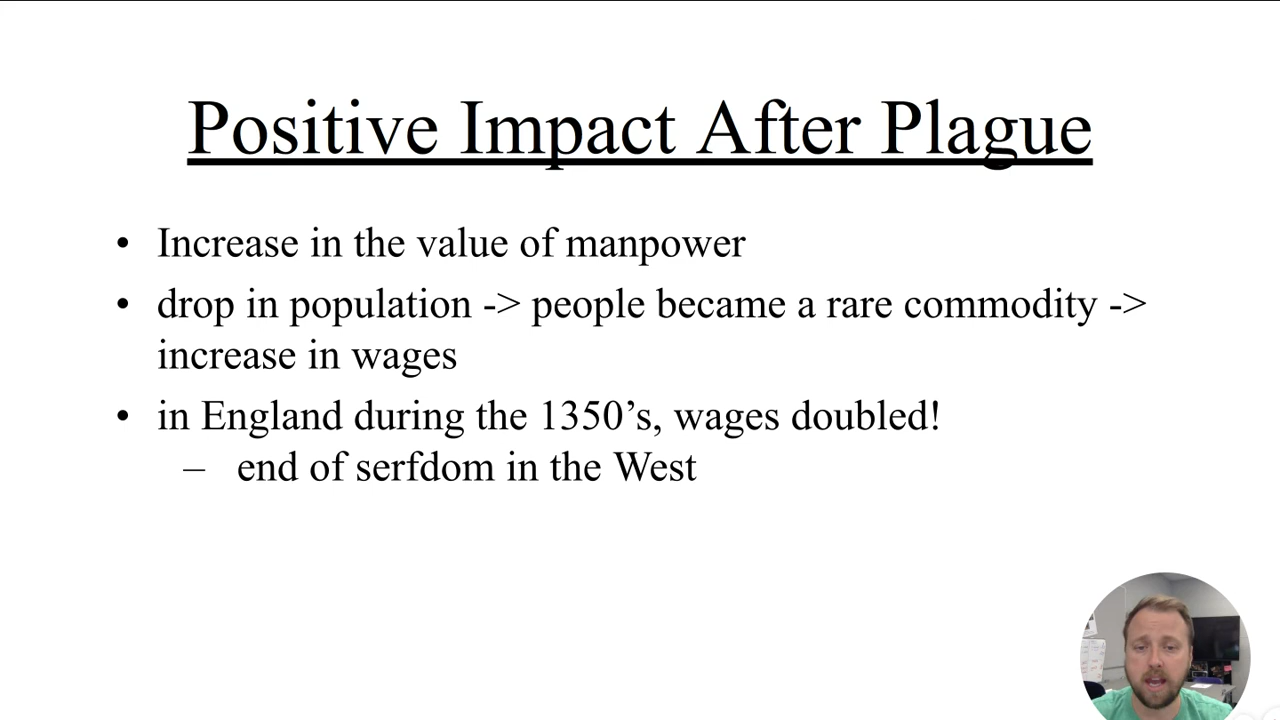 Positive Impact After Plague
• Increase in the value of manpower
• drop in population -> people became a rare commodity ->
increase in wages
• in England during the 1350’s, wages doubled!
– end of serfdom in the West